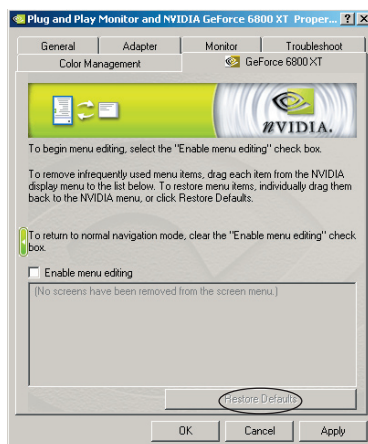 Plug and Play Monitor and NVIDIA GeForce 6800 XT Proper...
General Adapter Monitor Troubleshoot
Color Management GeForce 6800 XT
nVIDIA.
To begin menu editing, select the "Enable menu editing" check
box.
To remove infrequently used menu items, drag each item from the NVIDIA
display menu to the list below. To restore menu items, individually drag them
back to the NVIDIA menu, or click Restore Defaults.
To return to normal navigation mode, clear the "Enable menu editing" check
box.
Enable menu editing
(No screens have been removed from the screen menu.)
Restore Defaults
OK Cancel Apply